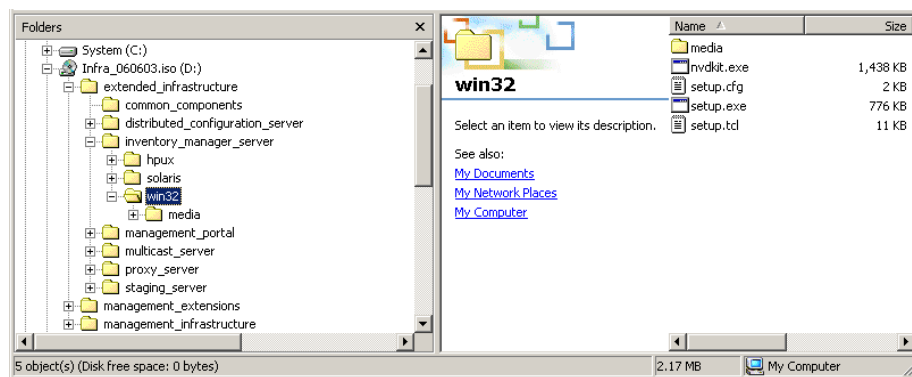 Folders
System (C:)
Infra_060603.iso (D:)
extended_infrastructure
common_components
distributed_configuration_server
inventory_manager_server
hpux
solaris
win32
media
management_portal
multicast_server
proxy_server
staging_server
management_extensions
management_infrastructure
win32
Select an item to view its description.
See also:
My Documents
My Network Places
My Computer
Name Size
media
nvdkit.exe 1,438 KB
setup.cfg 2 KB
setup.exe 776 KB
setup.tcl 11 KB
5 object(s) (Disk free space: 0 bytes) 2.17 MB My Computer